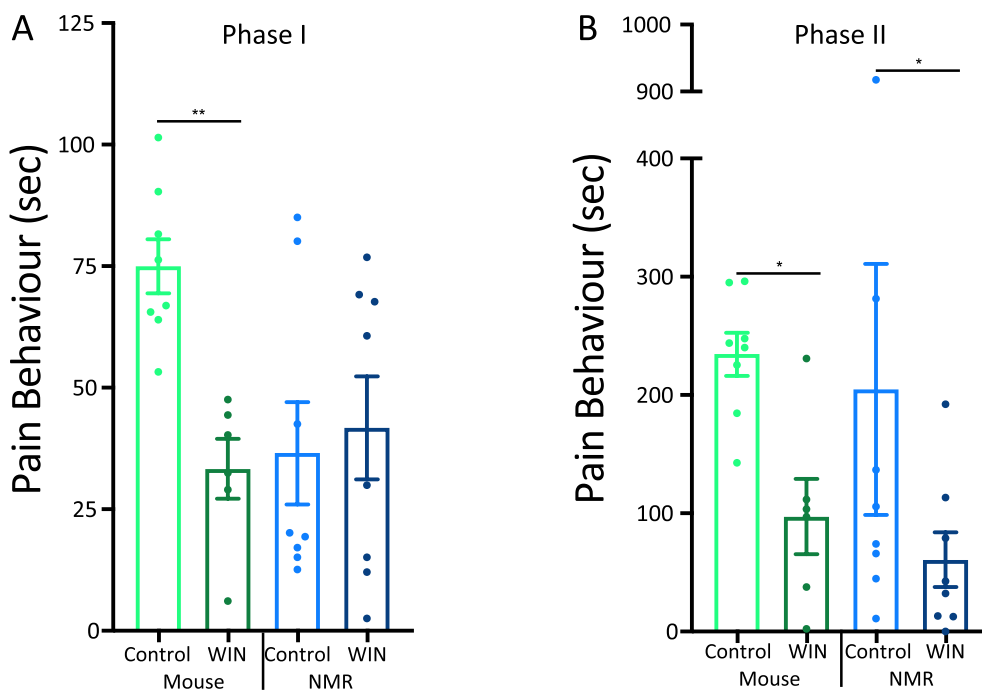 A
Phase I
Pain Behaviour (sec)
125
100
75
50
25
0
**
Control WIN Control WIN
Mouse NMR
B
Phase II
Pain Behaviour (sec)
1000
900
400
300
200
100
0
*
*
Control WIN Control WIN
Mouse NMR